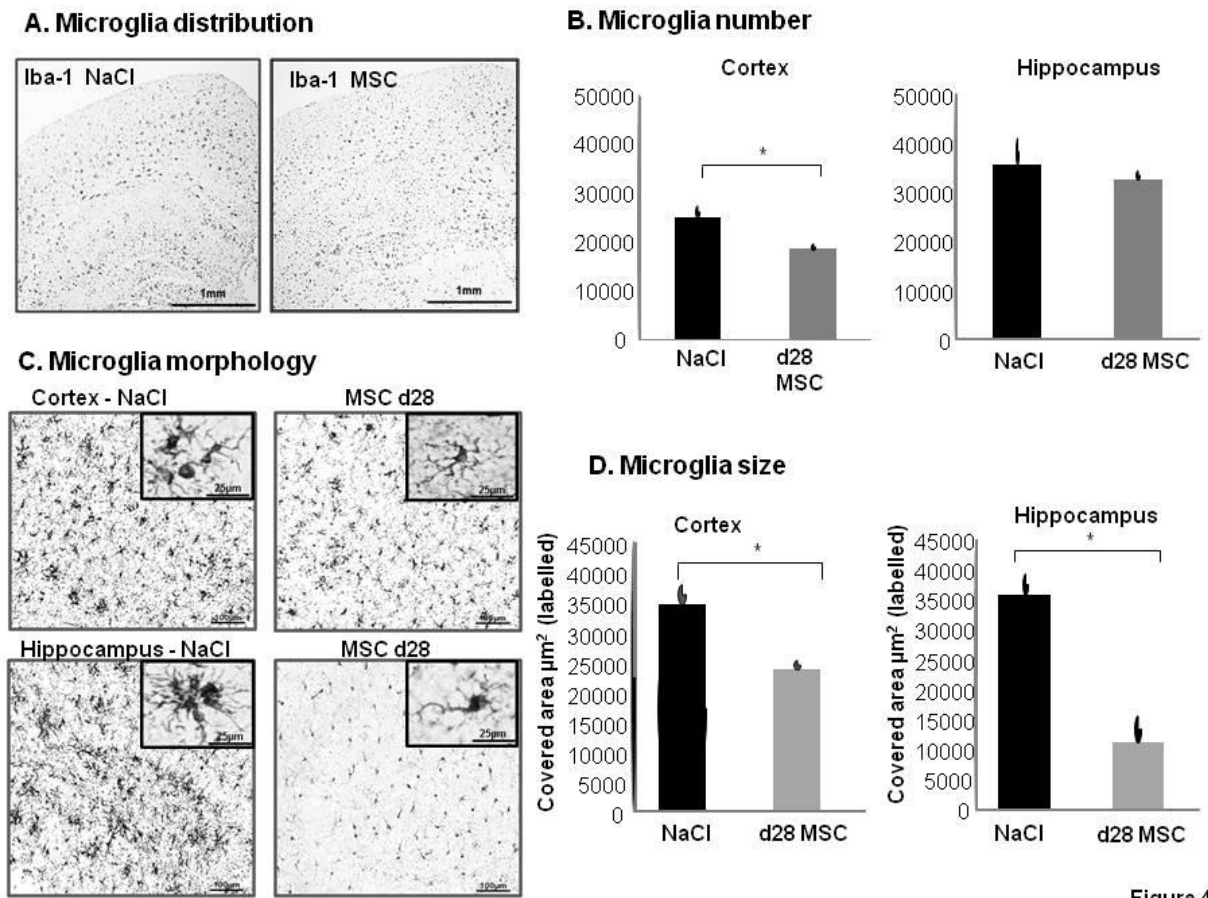 A. Microglia distribution
Iba-1 NaCl
1mm
Iba-1 MSC
1mm
B. Microglia number
Cortex
50000
40000
30000
20000
10000
0
*
NaCl
d28
MSC
Hippocampus
50000
40000
30000
20000
10000
0
NaCl
d28 MSC
C. Microglia morphology
Cortex - NaCl
25µm
100µm
MSC d28
25µm
100µm
Hippocampus - NaCl
25µm
100µm
MSC d28
25µm
100µm
D. Microglia size
Cortex
Covered area µm² (labelled)
45000
40000
35000
30000
25000
20000
15000
10000
5000
0
*
NaCl
d28 MSC
Hippocampus
Covered area µm² (labelled)
45000
40000
35000
30000
25000
20000
15000
10000
5000
0
*
NaCl
d28 MSC
Figure 4